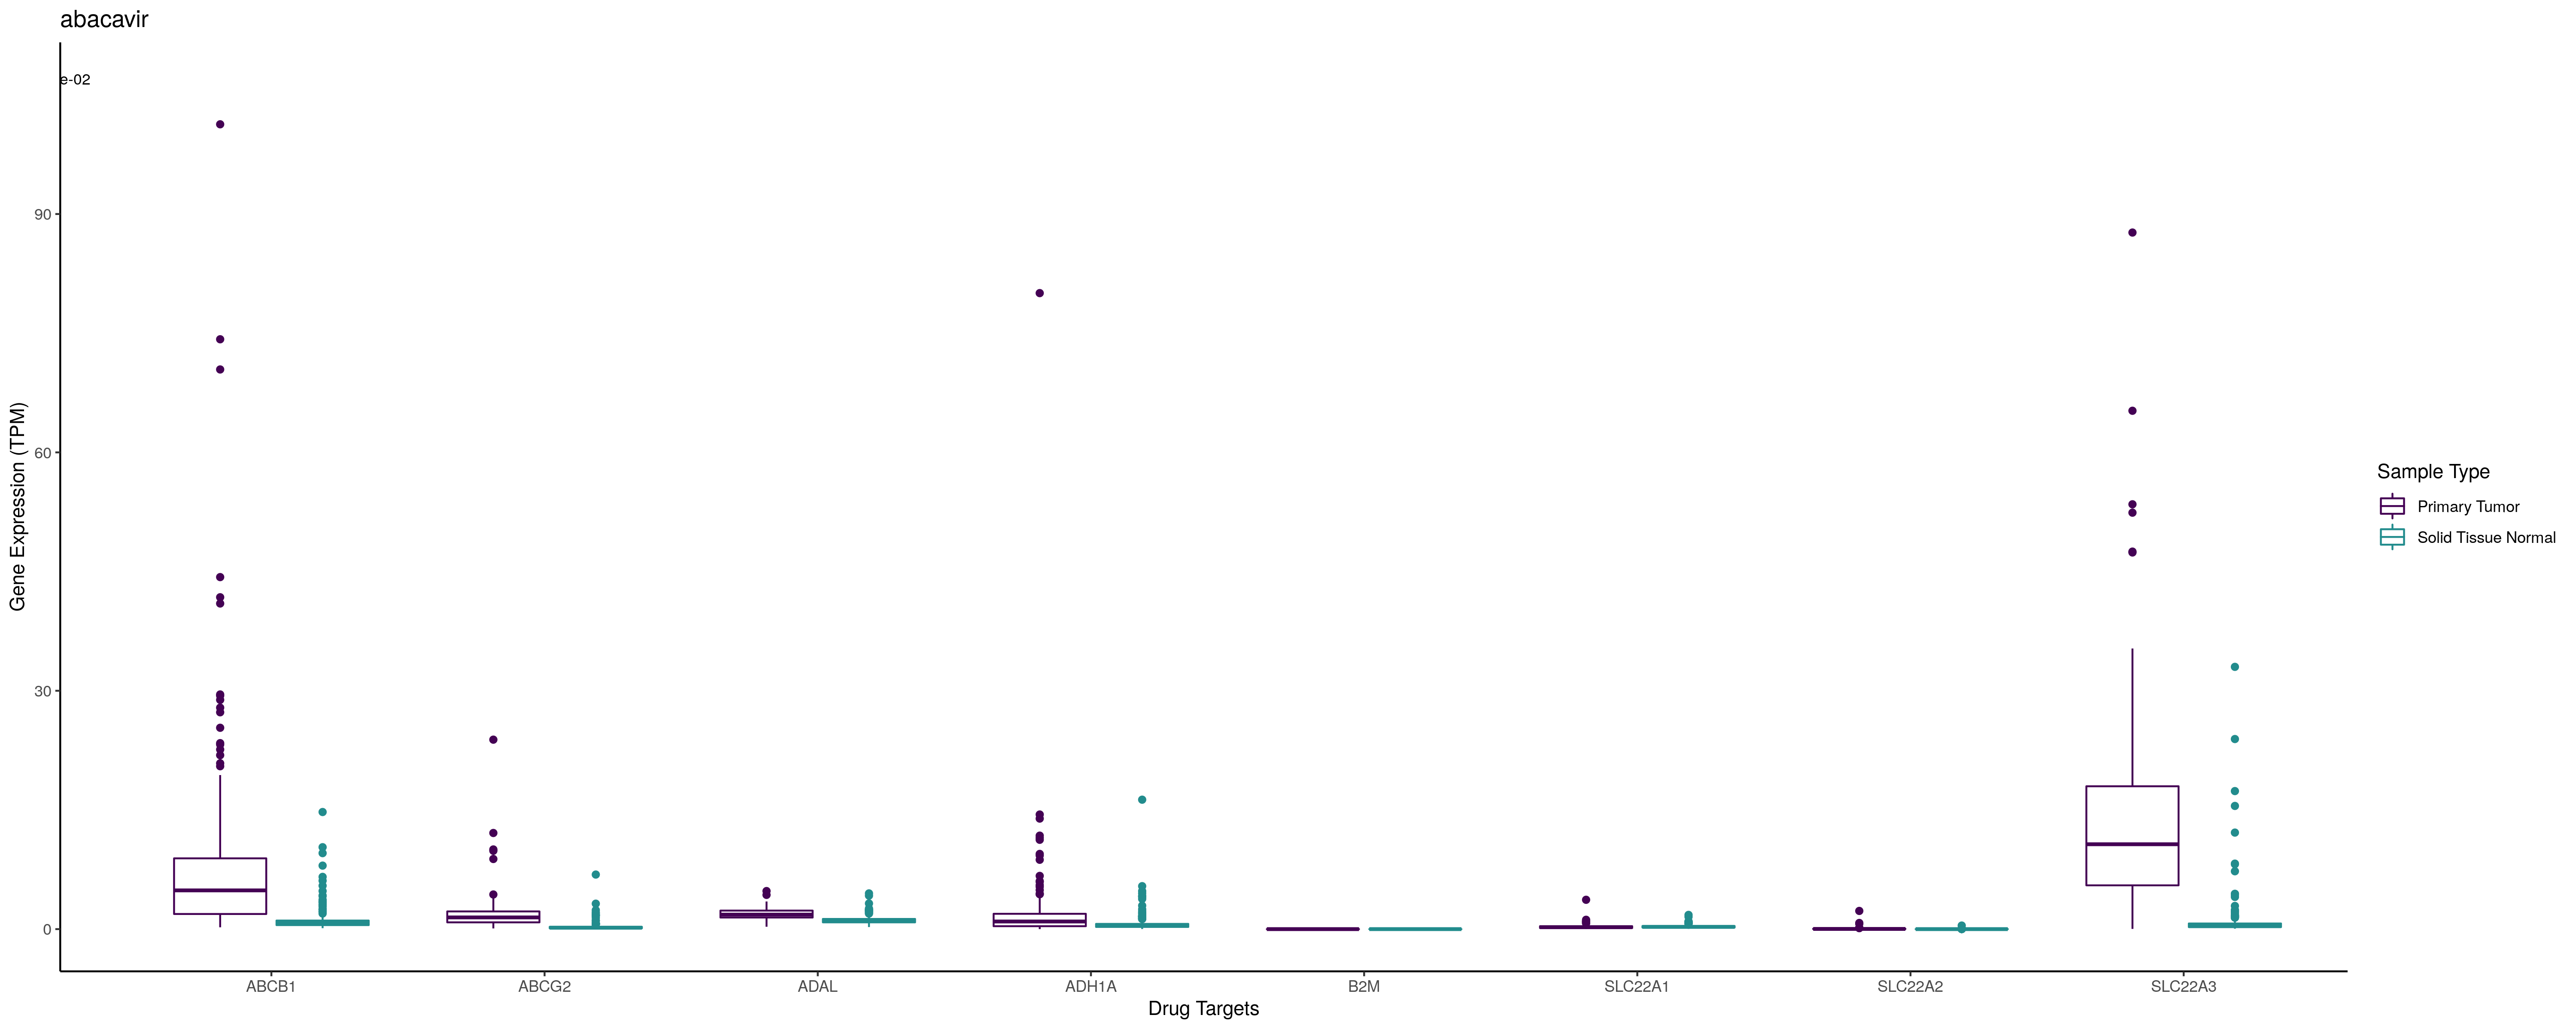 abacavir
e-02
90
60
30
0
Gene Expression (TPM)
ABCB1
ABCG2
ADAL
ADH1A
B2M
SLC22A1
SLC22A2
SLC22A3
Drug Targets
Sample Type
Primary Tumor
Solid Tissue Normal